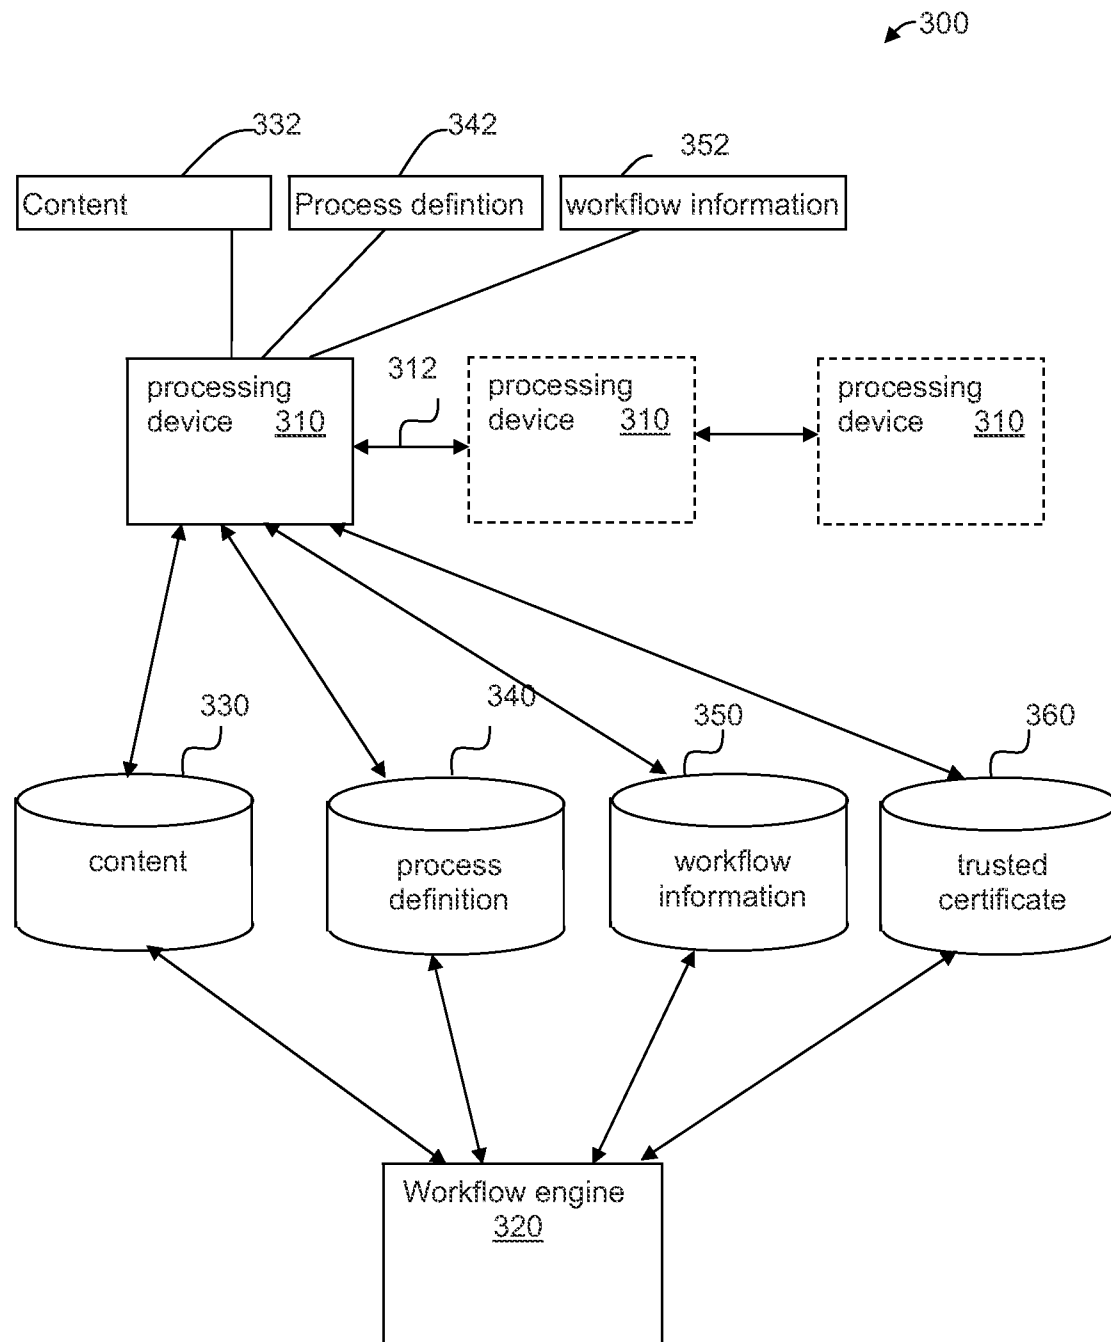 300
332
342
352
Content
Process defintion
workflow information
processing
device 310
312
processing
device 310
processing
device 310
330
340
350
360
content
process
definition
workflow
information
trusted
certificate
Workflow engine
320